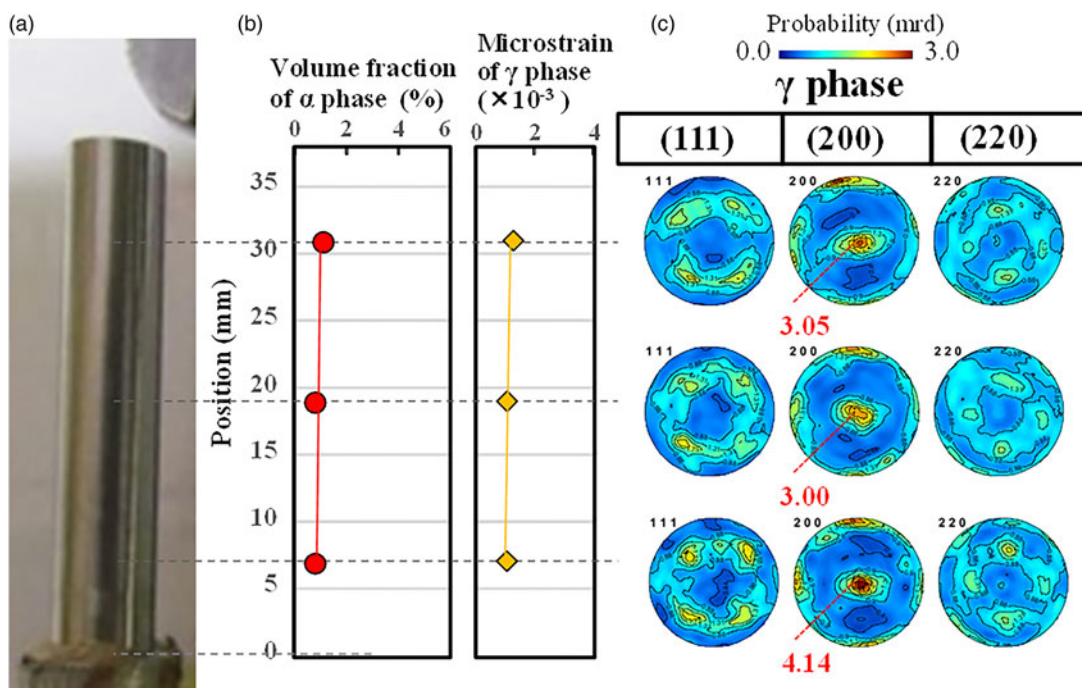 (a)
(b)
Volume fraction
of α phase (%)
0 2 4 6
Microstrain
of γ phase
(×10-3)
0 2 4
Position (mm)
35
30
25
20
15
10
5
0
(c)
Probability (mrd)
0.0 3.0
γ phase
(111) (200) (220)
111 200 220
3.05
111 200 220
3.00
111 200 220
4.14